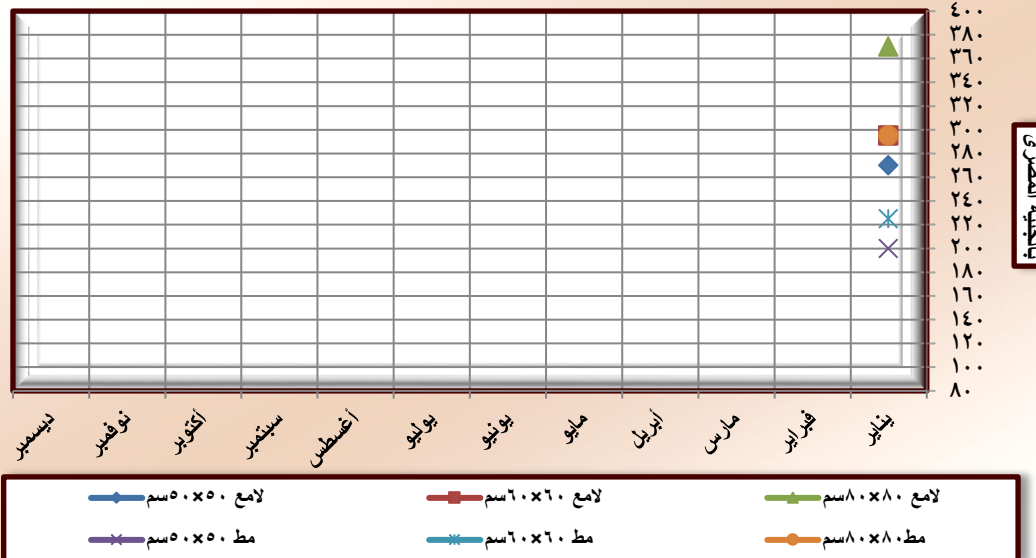 ٤٠٠
٣٨٠
٣٦٠
٣٤٠
٣٢٠
٣٠٠
٢٨٠
٢٦٠
٢٤٠
٢٢٠
٢٠٠
١٨٠
١٦٠
١٤٠
١٢٠
١٠٠
٨٠
بالجنيه المصرى
يناير
فبراير
مارس
أبريل
مايو
يونيو
يوليو
أغسطس
سبتمبر
أكتوبر
نوفمبر
ديسمبر
لامع ٨٠×٨٠سم
لامع ٦٠×٦٠سم
لامع ٥٠×٥٠سم
مط٨٠×٨٠سم
مط ٦٠×٦٠سم
مط ٥٠×٥٠سم